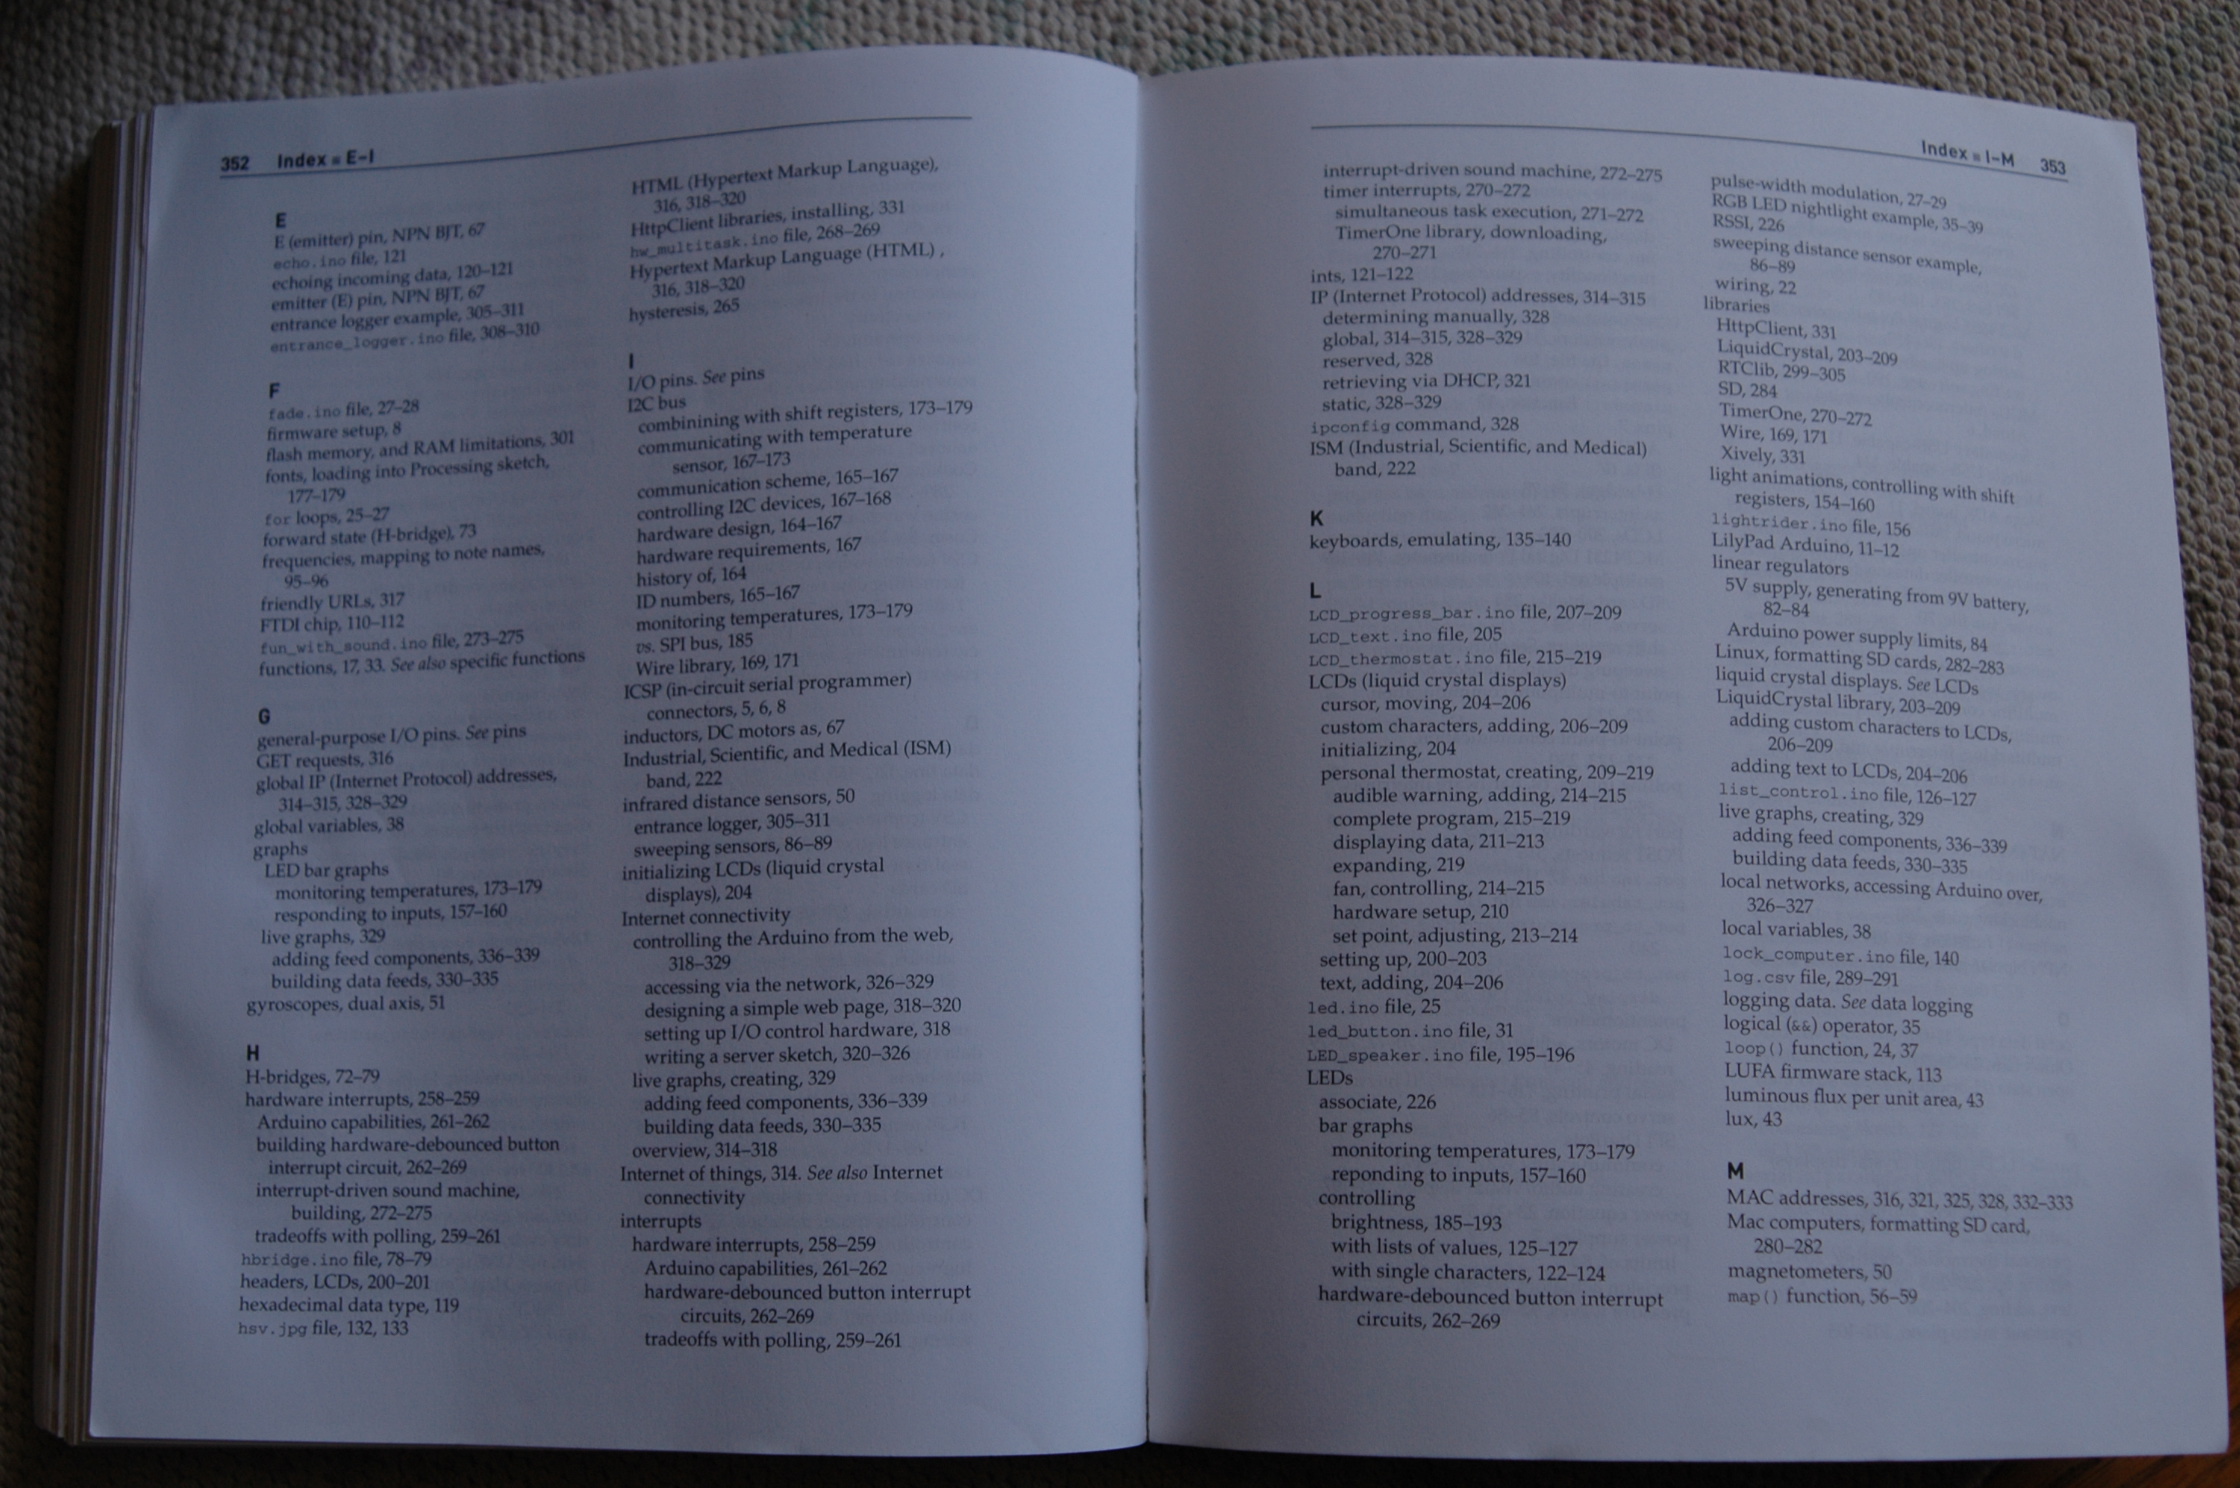 352 Index ■ E–I
E
E (emitter) pin, NPN BJT, 67
echo.ino file, 121
echoing incoming data, 120–121
emitter (E) pin, NPN BJT, 67
entrance logger example, 305–311
entrance_logger.ino file, 308–310
F
fade.ino file, 27–28
firmware setup, 8
flash memory, and RAM limitations, 301
fonts, loading into Processing sketch,
177–179
for loops, 25–27
forward state (H-bridge), 73
frequencies, mapping to note names,
95–96
friendly URLs, 317
FTDI chip, 110–112
fun_with_sound.ino file, 273–275
functions, 17, 33. See also specific functions
G
general-purpose I/O pins. See pins
GET requests, 316
global IP (Internet Protocol) addresses,
314–315, 328–329
global variables, 38
graphs
LED bar graphs
monitoring temperatures, 173–179
responding to inputs, 157–160
live graphs, 329
adding feed components, 336–339
building data feeds, 330–335
gyroscopes, dual axis, 51
H
H-bridges, 72–79
hardware interrupts, 258–259
Arduino capabilities, 261–262
building hardware-debounced button
interrupt circuit, 262–269
interrupt-driven sound machine,
building, 272–275
tradeoffs with polling, 259–261
hbridge.ino file, 78–79
headers, LCDs, 200–201
hexadecimal data type, 119
hsv.jpg file, 132, 133
HTML (Hypertext Markup Language),
316, 318–320
HttpClient libraries, installing, 331
hw_multitask.ino file, 268–269
Hypertext Markup Language (HTML),
316, 318–320
hysteresis, 265
I
I/O pins. See pins
I2C bus
combinining with shift registers, 173–179
communicating with temperature
sensor, 167–173
communication scheme, 165–167
controlling I2C devices, 167–168
hardware design, 164–167
hardware requirements, 167
history of, 164
ID numbers, 165–167
monitoring temperatures, 173–179
vs. SPI bus, 185
Wire library, 169, 171
ICSP (in-circuit serial programmer)
connectors, 5, 6, 8
inductors, DC motors as, 67
Industrial, Scientific, and Medical (ISM)
band, 222
infrared distance sensors, 50
entrance logger, 305–311
sweeping sensors, 86–89
initializing LCDs (liquid crystal
displays), 204
Internet connectivity
controlling the Arduino from the web,
318–329
accessing via the network, 326–329
designing a simple web page, 318–320
setting up I/O control hardware, 318
writing a server sketch, 320–326
live graphs, creating, 329
adding feed components, 336–339
building data feeds, 330–335
overview, 314–318
Internet of things, 314. See also Internet
connectivity
interrupts
hardware interrupts, 258–259
Arduino capabilities, 261–262
hardware-debounced button interrupt
circuits, 262–269
tradeoffs with polling, 259–261
Index ■ I–M 353
interrupt-driven sound machine, 272–275
timer interrupts, 270–272
simultaneous task execution, 271–272
TimerOne library, downloading,
270–271
ints, 121–122
IP (Internet Protocol) addresses, 314–315
determining manually, 328
global, 314–315, 328–329
reserved, 328
retrieving via DHCP, 321
static, 328–329
ipconfig command, 328
ISM (Industrial, Scientific, and Medical)
band, 222
K
keyboards, emulating, 135–140
L
LCD_progress_bar.ino file, 207–209
LCD_text.ino file, 205
LCD_thermostat.ino file, 215–219
LCDs (liquid crystal displays)
cursor, moving, 204–206
custom characters, adding, 206–209
initializing, 204
personal thermostat, creating, 209–219
audible warning, adding, 214–215
complete program, 215–219
displaying data, 211–213
expanding, 219
fan, controlling, 214–215
hardware setup, 210
set point, adjusting, 213–214
setting up, 200–203
text, adding, 204–206
led.ino file, 25
led_button.ino file, 31
LED_speaker.ino file, 195–196
LEDs
associate, 226
bar graphs
monitoring temperatures, 173–179
reponding to inputs, 157–160
controlling
brightness, 185–193
with lists of values, 125–127
with single characters, 122–124
hardware-debounced button interrupt
circuits, 262–269
pulse-width modulation, 27–29
RGB LED nightlight example, 35–39
RSSI, 226
sweeping distance sensor example,
86–89
wiring, 22
libraries
HttpClient, 331
LiquidCrystal, 203–209
RTClib, 299–305
SD, 284
TimerOne, 270–272
Wire, 169, 171
Xively, 331
light animations, controlling with shift
registers, 154–160
lightrider.ino file, 156
LilyPad Arduino, 11–12
linear regulators
5V supply, generating from 9V battery,
82–84
Arduino power supply limits, 84
Linux, formatting SD cards, 282–283
liquid crystal displays. See LCDs
LiquidCrystal library, 203–209
adding custom characters to LCDs,
206–209
adding text to LCDs, 204–206
list_control.ino file, 126–127
live graphs, creating, 329
adding feed components, 336–339
building data feeds, 330–335
local networks, accessing Arduino over,
326–327
local variables, 38
lock_computer.ino file, 140
log.csv file, 289–291
logging data. See data logging
logical (&&) operator, 35
loop() function, 24, 37
LUFA firmware stack, 113
luminous flux per unit area, 43
lux, 43
M
MAC addresses, 316, 321, 325, 328, 332–333
Mac computers, formatting SD card,
280–282
magnetometers, 50
map() function, 56–59